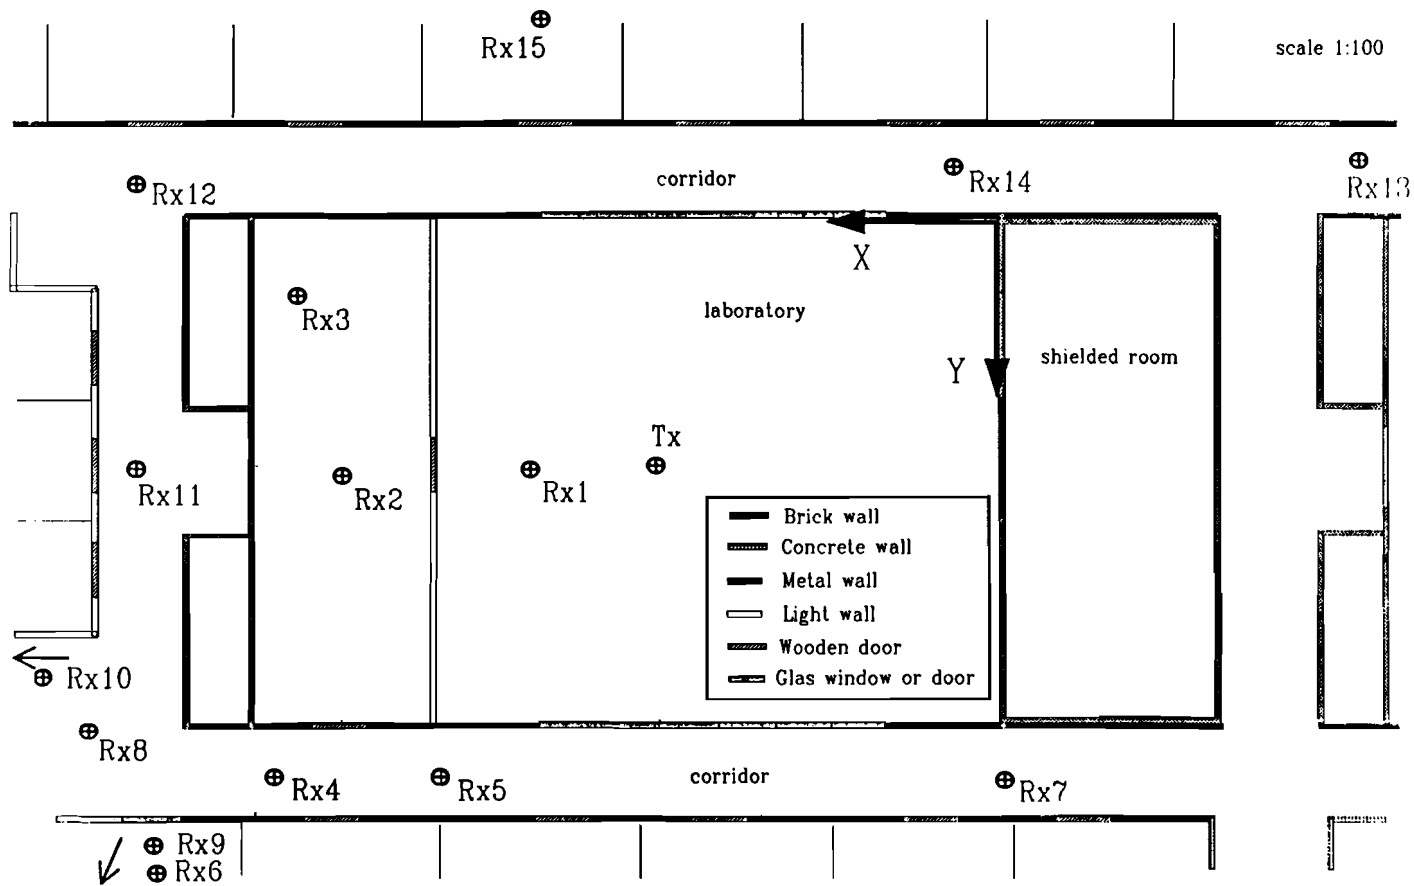 Rx15
scale 1:100
corridor
Rx12
Rx14
Rx13
X
Rx3
laboratory
Y
shielded room
Tx
Rx11
Rx2
Rx1
Brick wall
Concrete wall
Metal wall
Light wall
Wooden door
Glas window or door
Rx10
Rx8
corridor
Rx4
Rx5
Rx7
Rx9
Rx6